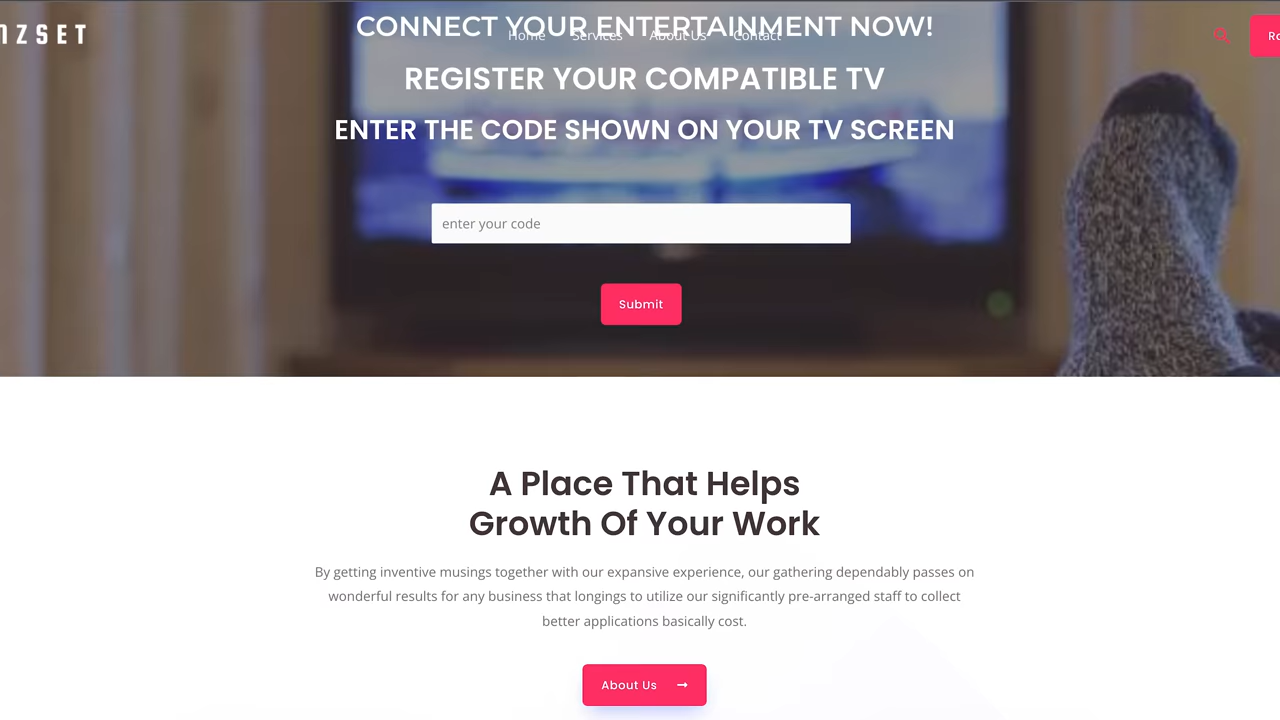 CONNECT YOUR ENTERTAINMENT NOW!
Home Services About Us Contact
REGISTER YOUR COMPATIBLE TV
ENTER THE CODE SHOWN ON YOUR TV SCREEN
enter your code
Submit
A Place That Helps
Growth Of Your Work
By getting inventive musings together with our expansive experience, our gathering dependably passes on
wonderful results for any business that longings to utilize our significantly pre-arranged staff to collect
better applications basically cost.
About Us